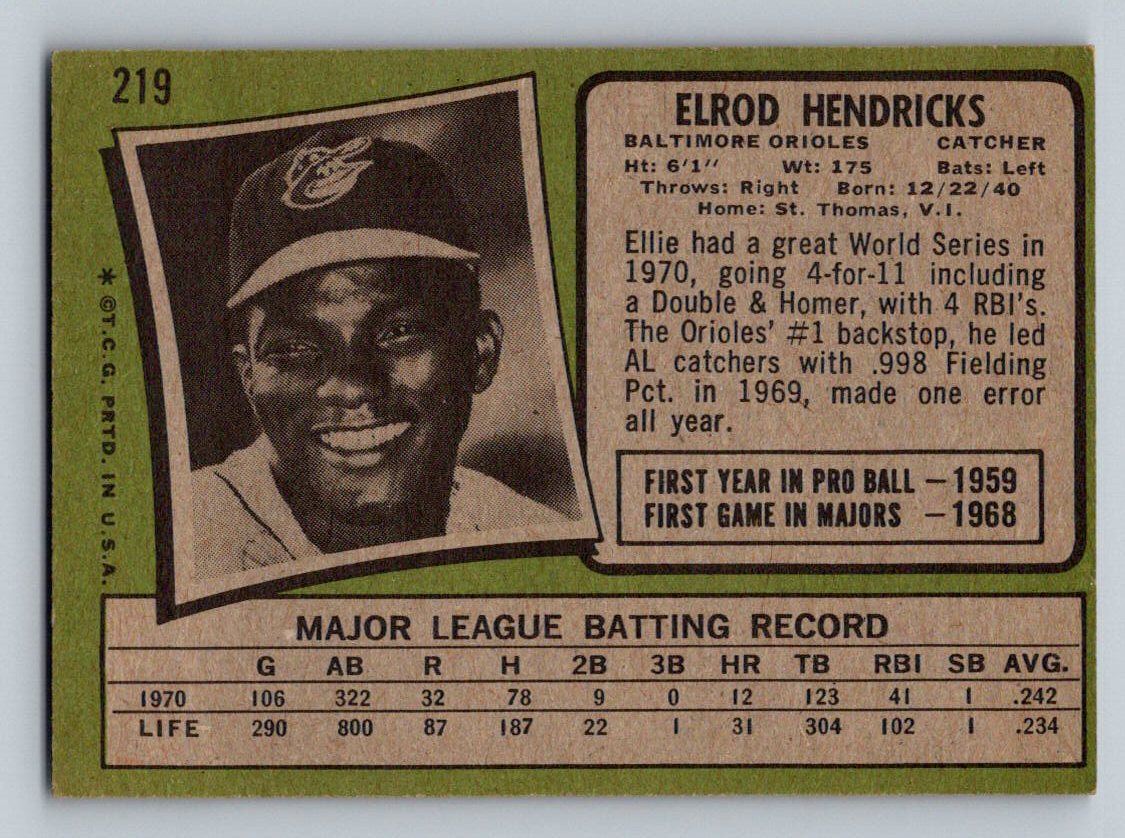 219
* ©T.C.G. PRTD. IN U.S.A.
ELROD HENDRICKS
BALTIMORE ORIOLES CATCHER
Ht: 6'1" Wt: 175 Bats: Left
Throws: Right Born: 12/22/40
Home: St. Thomas, V.I.
Ellie had a great World Series in
1970, going 4-for-11 including
a Double & Homer, with 4 RBI's.
The Orioles' #1 backstop, he led
AL catchers with .998 Fielding
Pct. in 1969, made one error
all year.
FIRST YEAR IN PRO BALL – 1959
FIRST GAME IN MAJORS – 1968
MAJOR LEAGUE BATTING RECORD
G AB R H 2B 3B HR TB RBI SB AVG.
1970 106 322 32 78 9 0 12 123 41 1 .242
LIFE 290 800 87 187 22 1 31 304 102 1 .234